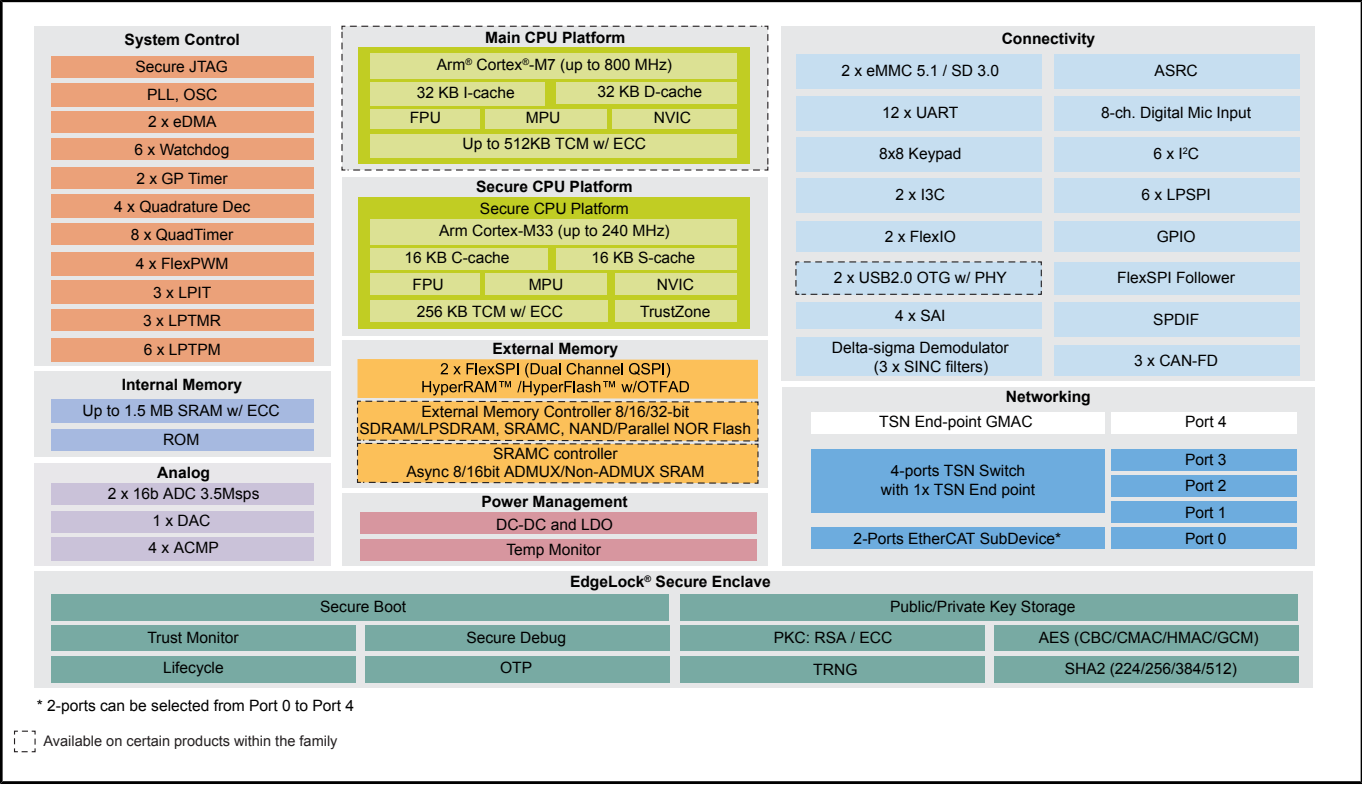 System Control
Secure JTAG
PLL, OSC
2 x eDMA
6 x Watchdog
2 x GP Timer
4 x Quadrature Dec
8 x QuadTimer
4 x FlexPWM
3 x LPIT
3 x LPTMR
6 x LPTPM
Internal Memory
Up to 1.5 MB SRAM w/ ECC
ROM
Analog
2 x 16b ADC 3.5Msps
1 x DAC
4 x ACMP
Main CPU Platform
Arm® Cortex®-M7 (up to 800 MHz)
32 KB I-cache
32 KB D-cache
FPU
MPU
NVIC
Up to 512KB TCM w/ ECC
Secure CPU Platform
Secure CPU Platform
Arm Cortex-M33 (up to 240 MHz)
16 KB C-cache
16 KB S-cache
FPU
MPU
NVIC
256 KB TCM w/ ECC
TrustZone
External Memory
2 x FlexSPI (Dual Channel QSPI)
HyperRAM™ /HyperFlash™ w/OTFAD
External Memory Controller 8/16/32-bit
SDRAM/LPSDRAM, SRAMC, NAND/Parallel NOR Flash
SRAMC controller
Async 8/16bit ADMUX/Non-ADMUX SRAM
Power Management
DC-DC and LDO
Temp Monitor
Connectivity
2 x eMMC 5.1 / SD 3.0
ASRC
12 x UART
8-ch. Digital Mic Input
8x8 Keypad
6 x I²C
2 x I3C
6 x LPSPI
2 x FlexIO
GPIO
2 x USB2.0 OTG w/ PHY
FlexSPI Follower
4 x SAI
SPDIF
Delta-sigma Demodulator
(3 x SINC filters)
3 x CAN-FD
Networking
TSN End-point GMAC
Port 4
4-ports TSN Switch
with 1x TSN End point
Port 3
Port 2
Port 1
2-Ports EtherCAT SubDevice*
Port 0
EdgeLock® Secure Enclave
Secure Boot
Public/Private Key Storage
Trust Monitor
Secure Debug
PKC: RSA / ECC
AES (CBC/CMAC/HMAC/GCM)
Lifecycle
OTP
TRNG
SHA2 (224/256/384/512)
* 2-ports can be selected from Port 0 to Port 4
Available on certain products within the family